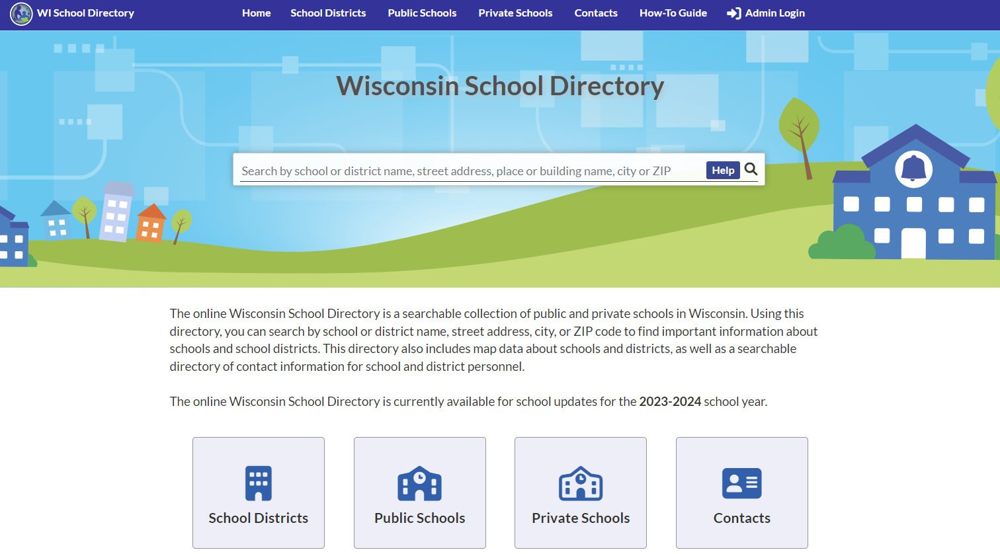 WI School Directory
Home
School Districts
Public Schools
Private Schools
Contacts
How-To Guide
Admin Login
Wisconsin School Directory
Search by school or district name, street address, place or building name, city or ZIP
Help
The online Wisconsin School Directory is a searchable collection of public and private schools in Wisconsin. Using this
directory, you can search by school or district name, street address, city, or ZIP code to find important information about
schools and school districts. This directory also includes map data about schools and districts, as well as a searchable
directory of contact information for school and district personnel.
The online Wisconsin School Directory is currently available for school updates for the 2023-2024 school year.
School Districts
Public Schools
Private Schools
Contacts